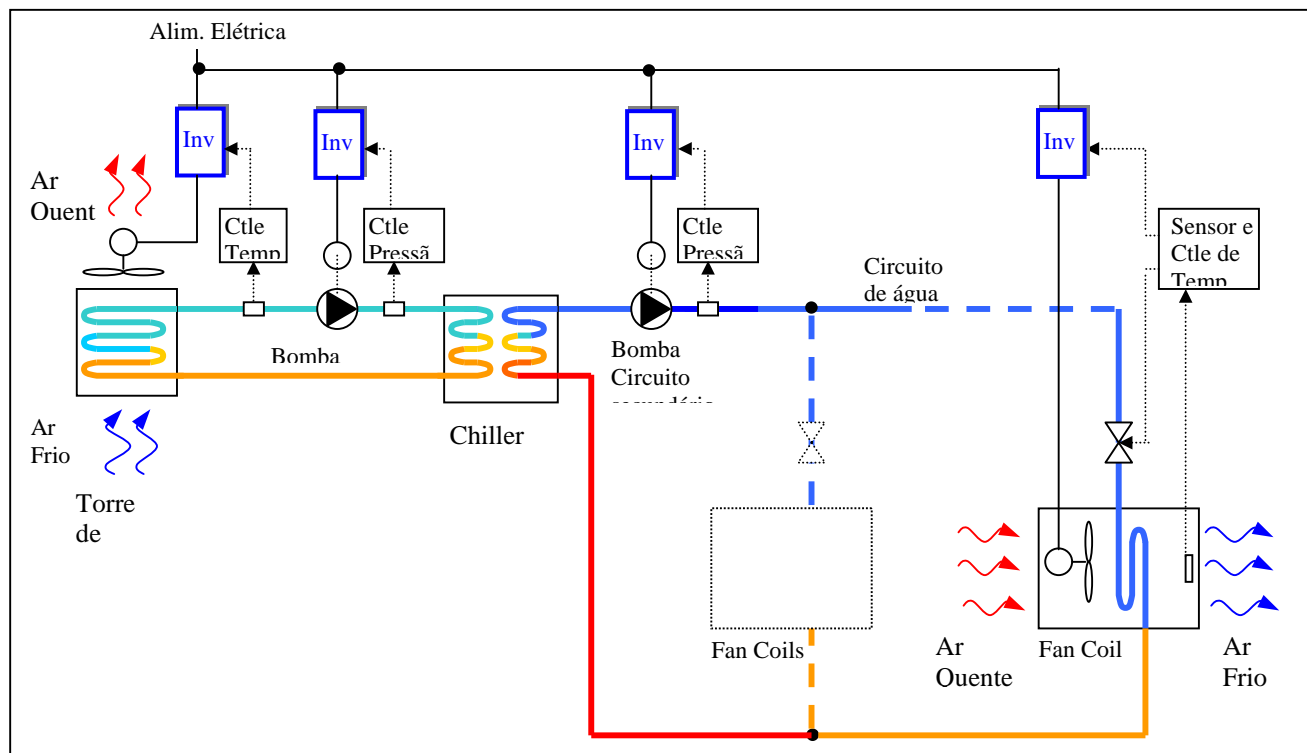 Alim. Elétrica
Inv
Inv
Inv
Inv
Ar
Ouent
Ctle
Temp
Ctle
Pressã
Ctle
Pressã
Sensor e
Ctle de
Temp
Circuito
de água
Bomba
Bomba
Circuito
secundário
Chiller
Ar
Frio
Torre
de
Fan Coils
Ar
Ouente
Fan Coil
Ar
Frio